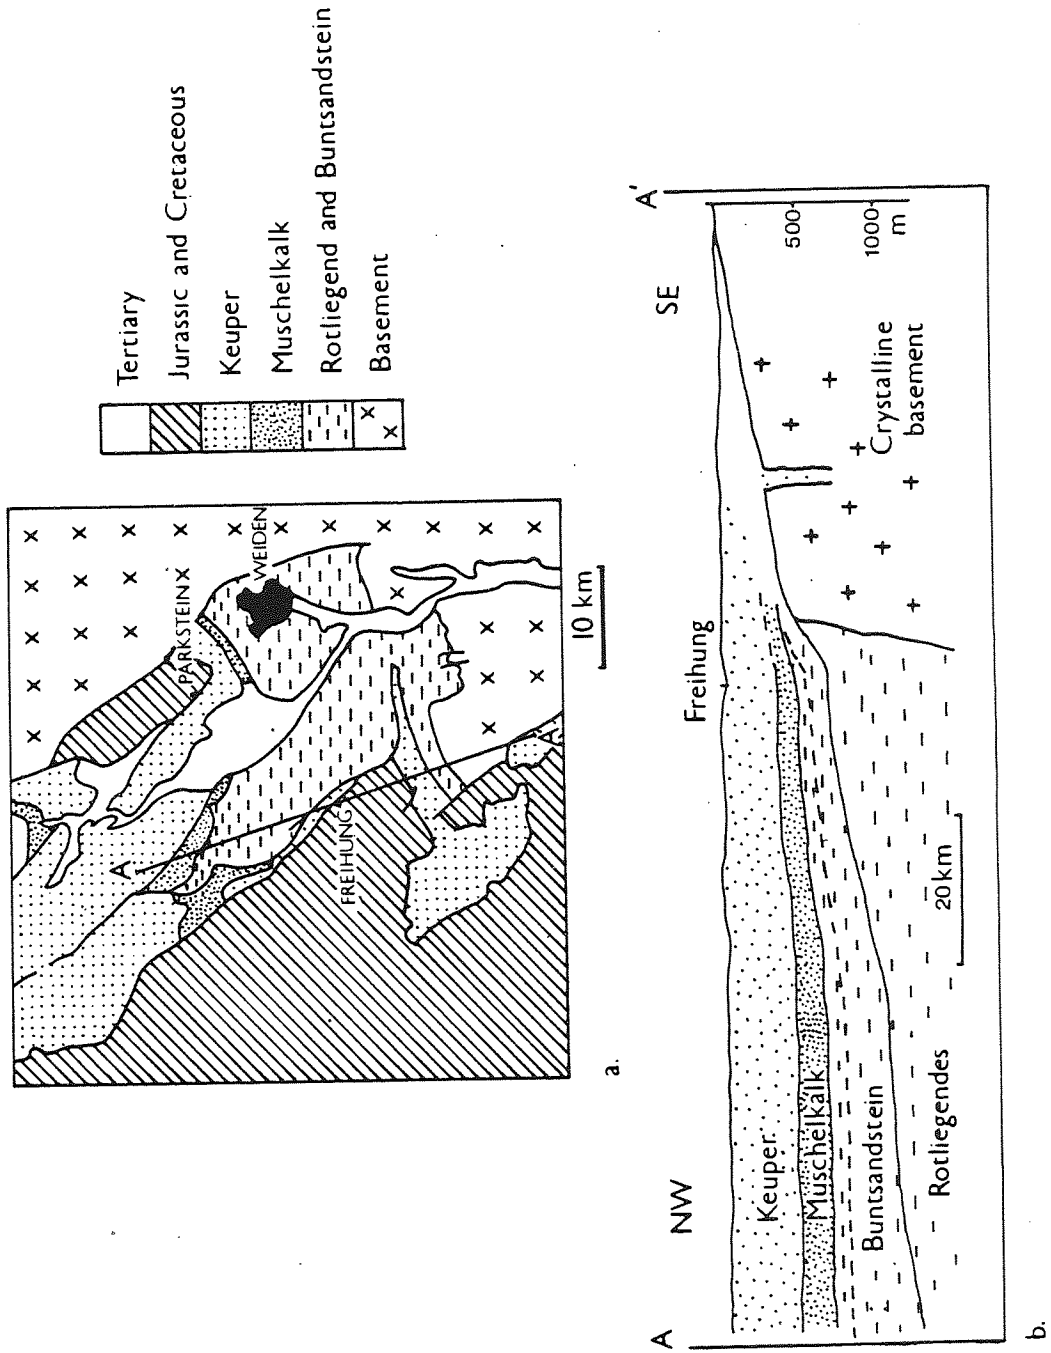 Tertiary
Jurassic and Cretaceous
Keuper
Muschelkalk
Rotliegend and Buntsandstein
Basement
PARKSTEIN
WEIDEN
FREIHUNG
A
A'
10 km
a.
A
NW
Freihung
SE
A'
Keuper
Muschelkalk
Buntsandstein
Rotliegendes
Crystalline
basement
500
1000
m
20 km
b.